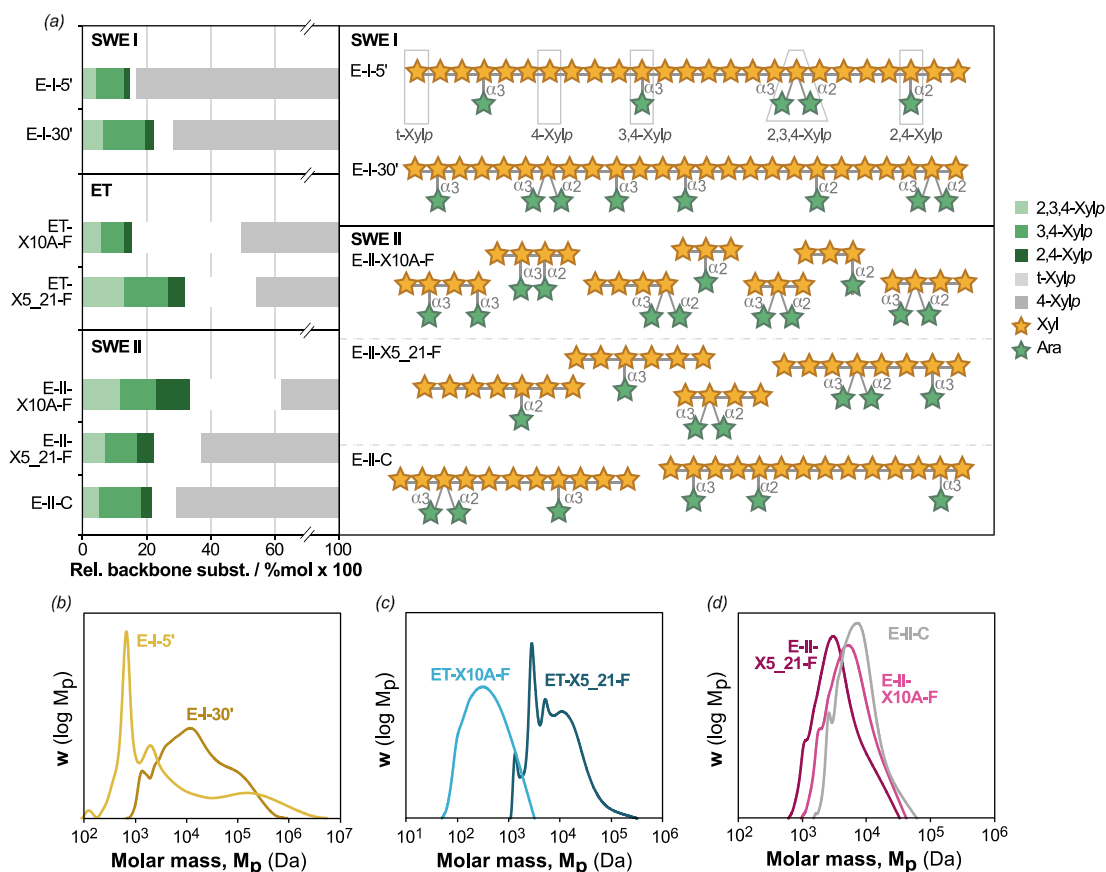 (a)
SWE I
E-I-5'
E-I-30'
ET
ET-
X10A-F
ET-
X5_21-F
SWE II
E-II-
X10A-F
E-II-
X5_21-F
E-II-C
0 20 40 60 100
Rel. backbone subst. / %mol x 100
SWE I
E-I-5'
α3
α3
α3
α2
α2
t-Xylp
4-Xylp
3,4-Xylp
2,3,4-Xylp
2,4-Xylp
E-I-30'
α3
α3
α2
α3
α3
α2
α3
α2
SWE II
E-II-X10A-F
α3
α3
α3
α2
α3
α2
α2
α3
α2
α2
α3
α2
E-II-X5_21-F
α2
α3
α3
α2
α3
α2
α3
E-II-C
α3
α2
α3
α3
α2
α3
2,3,4-Xylp
3,4-Xylp
2,4-Xylp
t-Xylp
4-Xylp
Xyl
Ara
(b)
E-I-5'
E-I-30'
w (log Mp)
10² 10³ 10⁴ 10⁵ 10⁶ 10⁷
Molar mass, Mp (Da)
(c)
ET-X10A-F
ET-X5_21-F
w (log Mp)
10¹ 10² 10³ 10⁴ 10⁵ 10⁶
Molar mass, Mp (Da)
(d)
E-II-C
E-II-
X5_21-F
E-II-
X10A-F
w (log Mp)
10² 10³ 10⁴ 10⁵ 10⁶
Molar mass, Mp (Da)